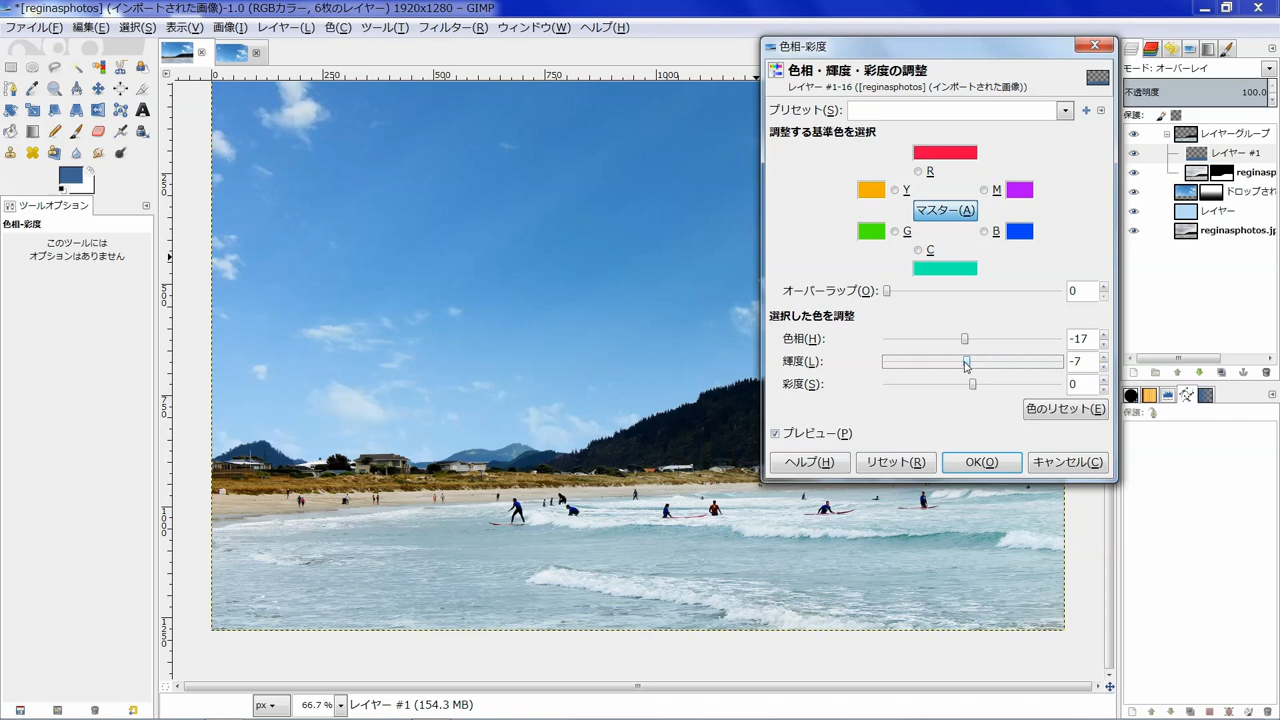 *[reginasphotos] (インポートされた画像)-1.0 (RGBカラー, 6枚のレイヤー) 1920x1280 – GIMP
ファイル(F) 編集(E) 選択(S) 表示(V) 画像(I) レイヤー(L) 色(C) ツール(T) フィルター(R) ウィンドウ(W) ヘルプ(H)
ツールオプション
色相-彩度
このツールには
オプションはありません
0 250 500 750 1000
250
500
750
1000
1250
px
66.7 %
レイヤー #1 (154.3 MB)
色相-彩度
色相・輝度・彩度の調整
レイヤー #1-16 ([reginasphotos] (インポートされた画像))
プリセット(S):
調整する基準色を選択
R
Y M
マスター(A)
G B
C
オーバーラップ(O): 0
選択した色を調整
色相(H): -17
輝度(L): -7
彩度(S): 0
色のリセット(E)
プレビュー(P)
ヘルプ(H) リセット(R) OK(O) キャンセル(C)
モード: オーバーレイ
不透明度 100.0
保護:
レイヤーグループ
レイヤー #1
reginasp
ドロップされ
レイヤー
reginasphotos.jp
保護: